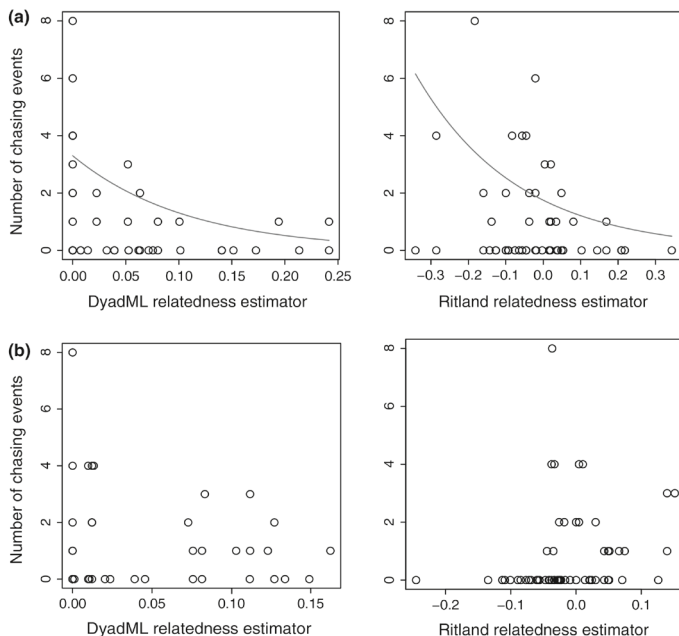 (a)
Number of chasing events
8
6
4
2
0
0.00 0.05 0.10 0.15 0.20 0.25
DyadML relatedness estimator
8
6
4
2
0
−0.3 −0.2 −0.1 0.0 0.1 0.2 0.3
Ritland relatedness estimator
(b)
Number of chasing events
8
6
4
2
0
0.00 0.05 0.10 0.15
DyadML relatedness estimator
8
6
4
2
0
−0.2 −0.1 0.0 0.1
Ritland relatedness estimator